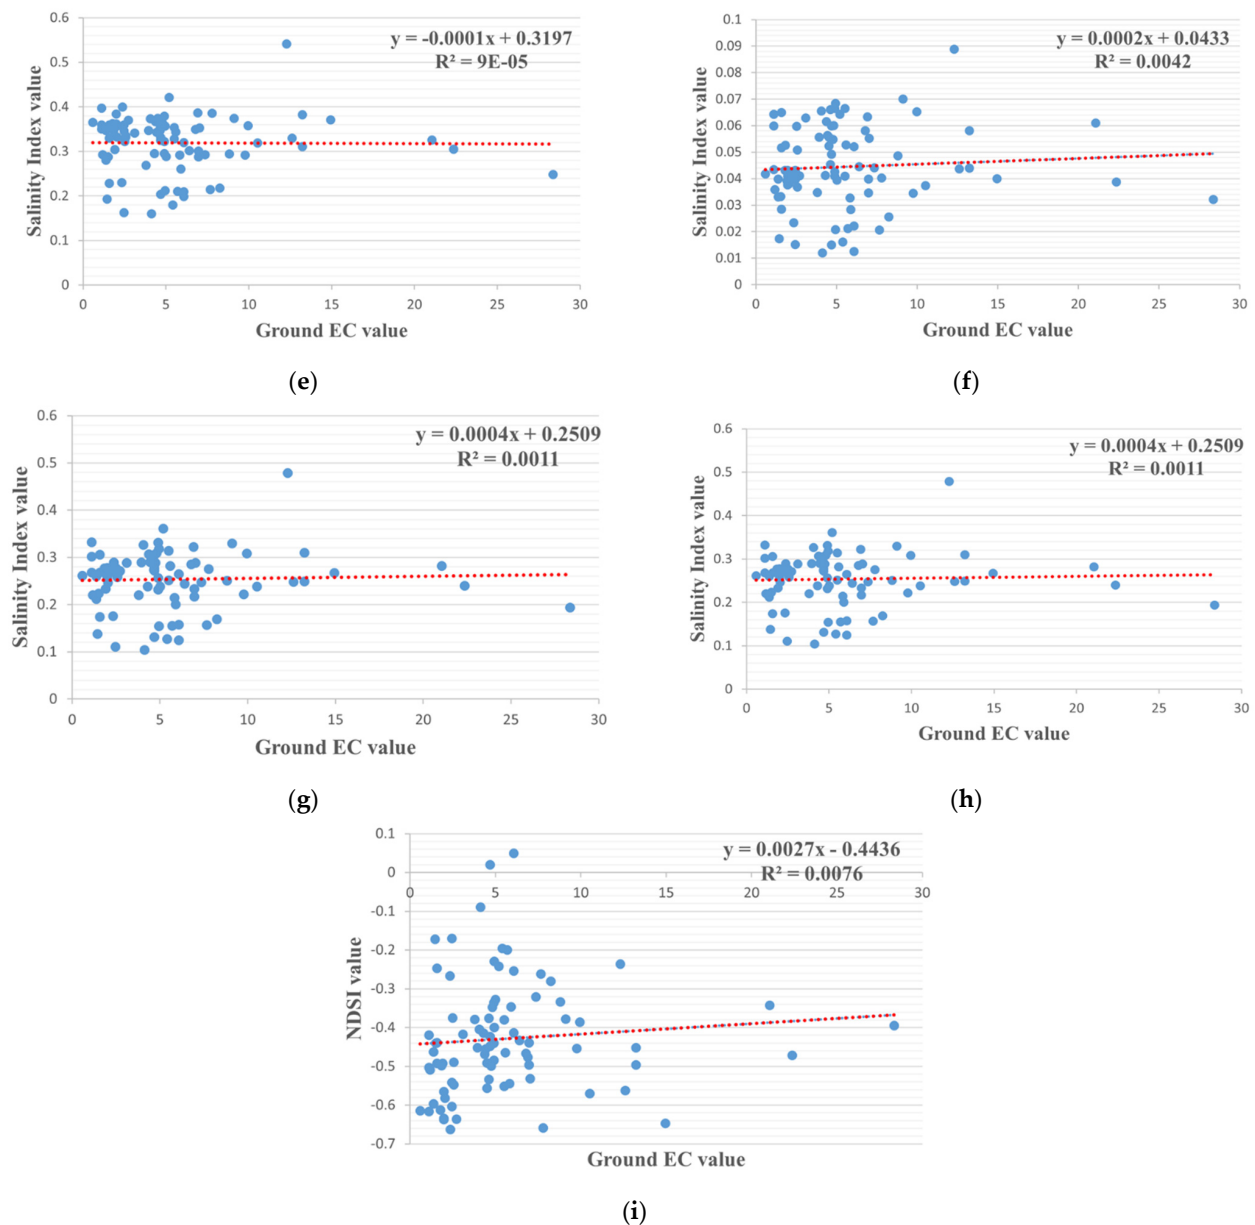 y = -0.0001x + 0.3197
R² = 9E-05
0.6
0.5
0.4
0.3
0.2
0.1
0
Salinity Index value
0 5 10 15 20 25 30
Ground EC value
(e)
y = 0.0002x + 0.0433
R² = 0.0042
0.1
0.09
0.08
0.07
0.06
0.05
0.04
0.03
0.02
0.01
0
Salinity Index value
0 5 10 15 20 25 30
Ground EC value
(f)
y = 0.0004x + 0.2509
R² = 0.0011
0.6
0.5
0.4
0.3
0.2
0.1
0
Salinity Index value
0 5 10 15 20 25 30
Ground EC value
(g)
y = 0.0004x + 0.2509
R² = 0.0011
0.6
0.5
0.4
0.3
0.2
0.1
0
Salinity Index value
0 5 10 15 20 25 30
Ground EC value
(h)
y = 0.0027x - 0.4436
R² = 0.0076
0.1
0
-0.1
-0.2
-0.3
-0.4
-0.5
-0.6
-0.7
NDSI value
0 5 10 15 20 25 30
Ground EC value
(i)